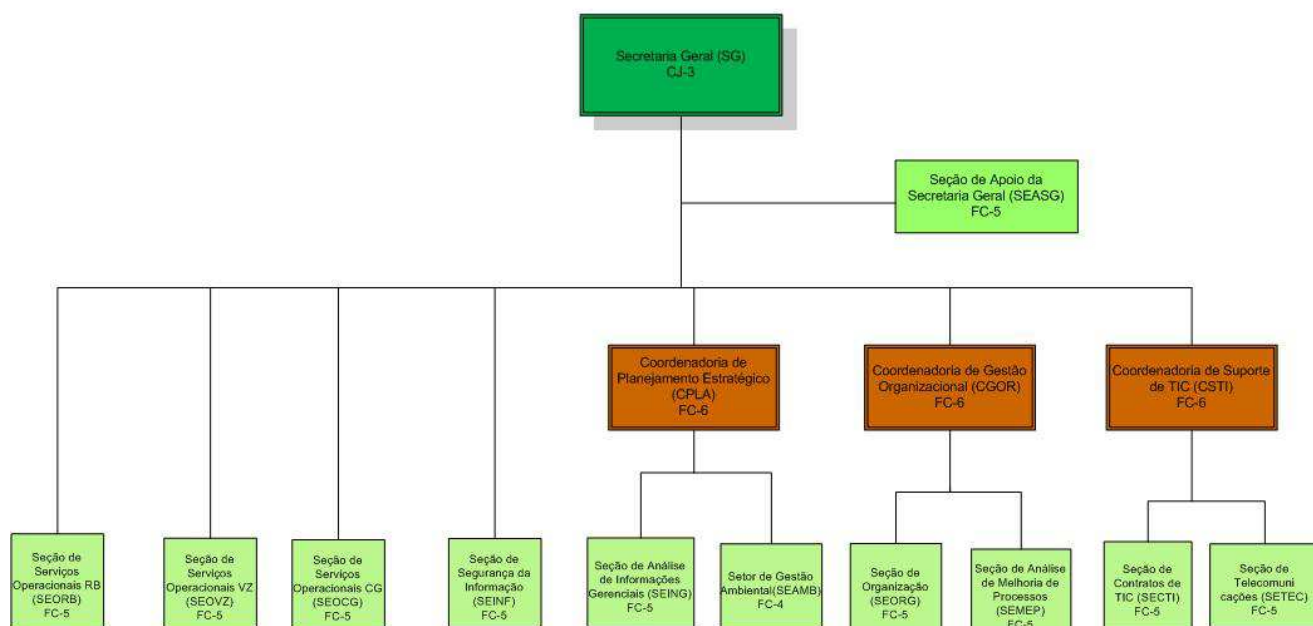 Secretaria Geral (SG)
CJ-3
Seção de Apoio da
Secretaria Geral (SEASG)
FC-5
Coordenadoria de
Planejamento Estratégico
(CPLA)
FC-6
Coordenadoria de Gestão
Organizacional (CGOR)
FC-6
Coordenadoria de Suporte
de TIC (CSTI)
FC-6
Seção de
Serviços
Operacionais RB
(SEORB)
FC-5
Seção de
Serviços
Operacionais VZ
(SEOVZ)
FC-5
Seção de
Serviços
Operacionais CG
(SEOCG)
FC-5
Seção de
Segurança da
Informação
(SEINF)
FC-5
Seção de Análise
de Informações
Gerenciais (SEING)
FC-5
Setor de Gestão
Ambiental(SEAMB)
FC-4
Seção de
Organização
(SEORG)
FC-5
Seção de Análise
de Melhoria de
Processos
(SEMEP)
FC-5
Seção de
Contratos de
TIC (SECTI)
FC-5
Seção de
Telecomuni
cações (SETEC)
FC-5